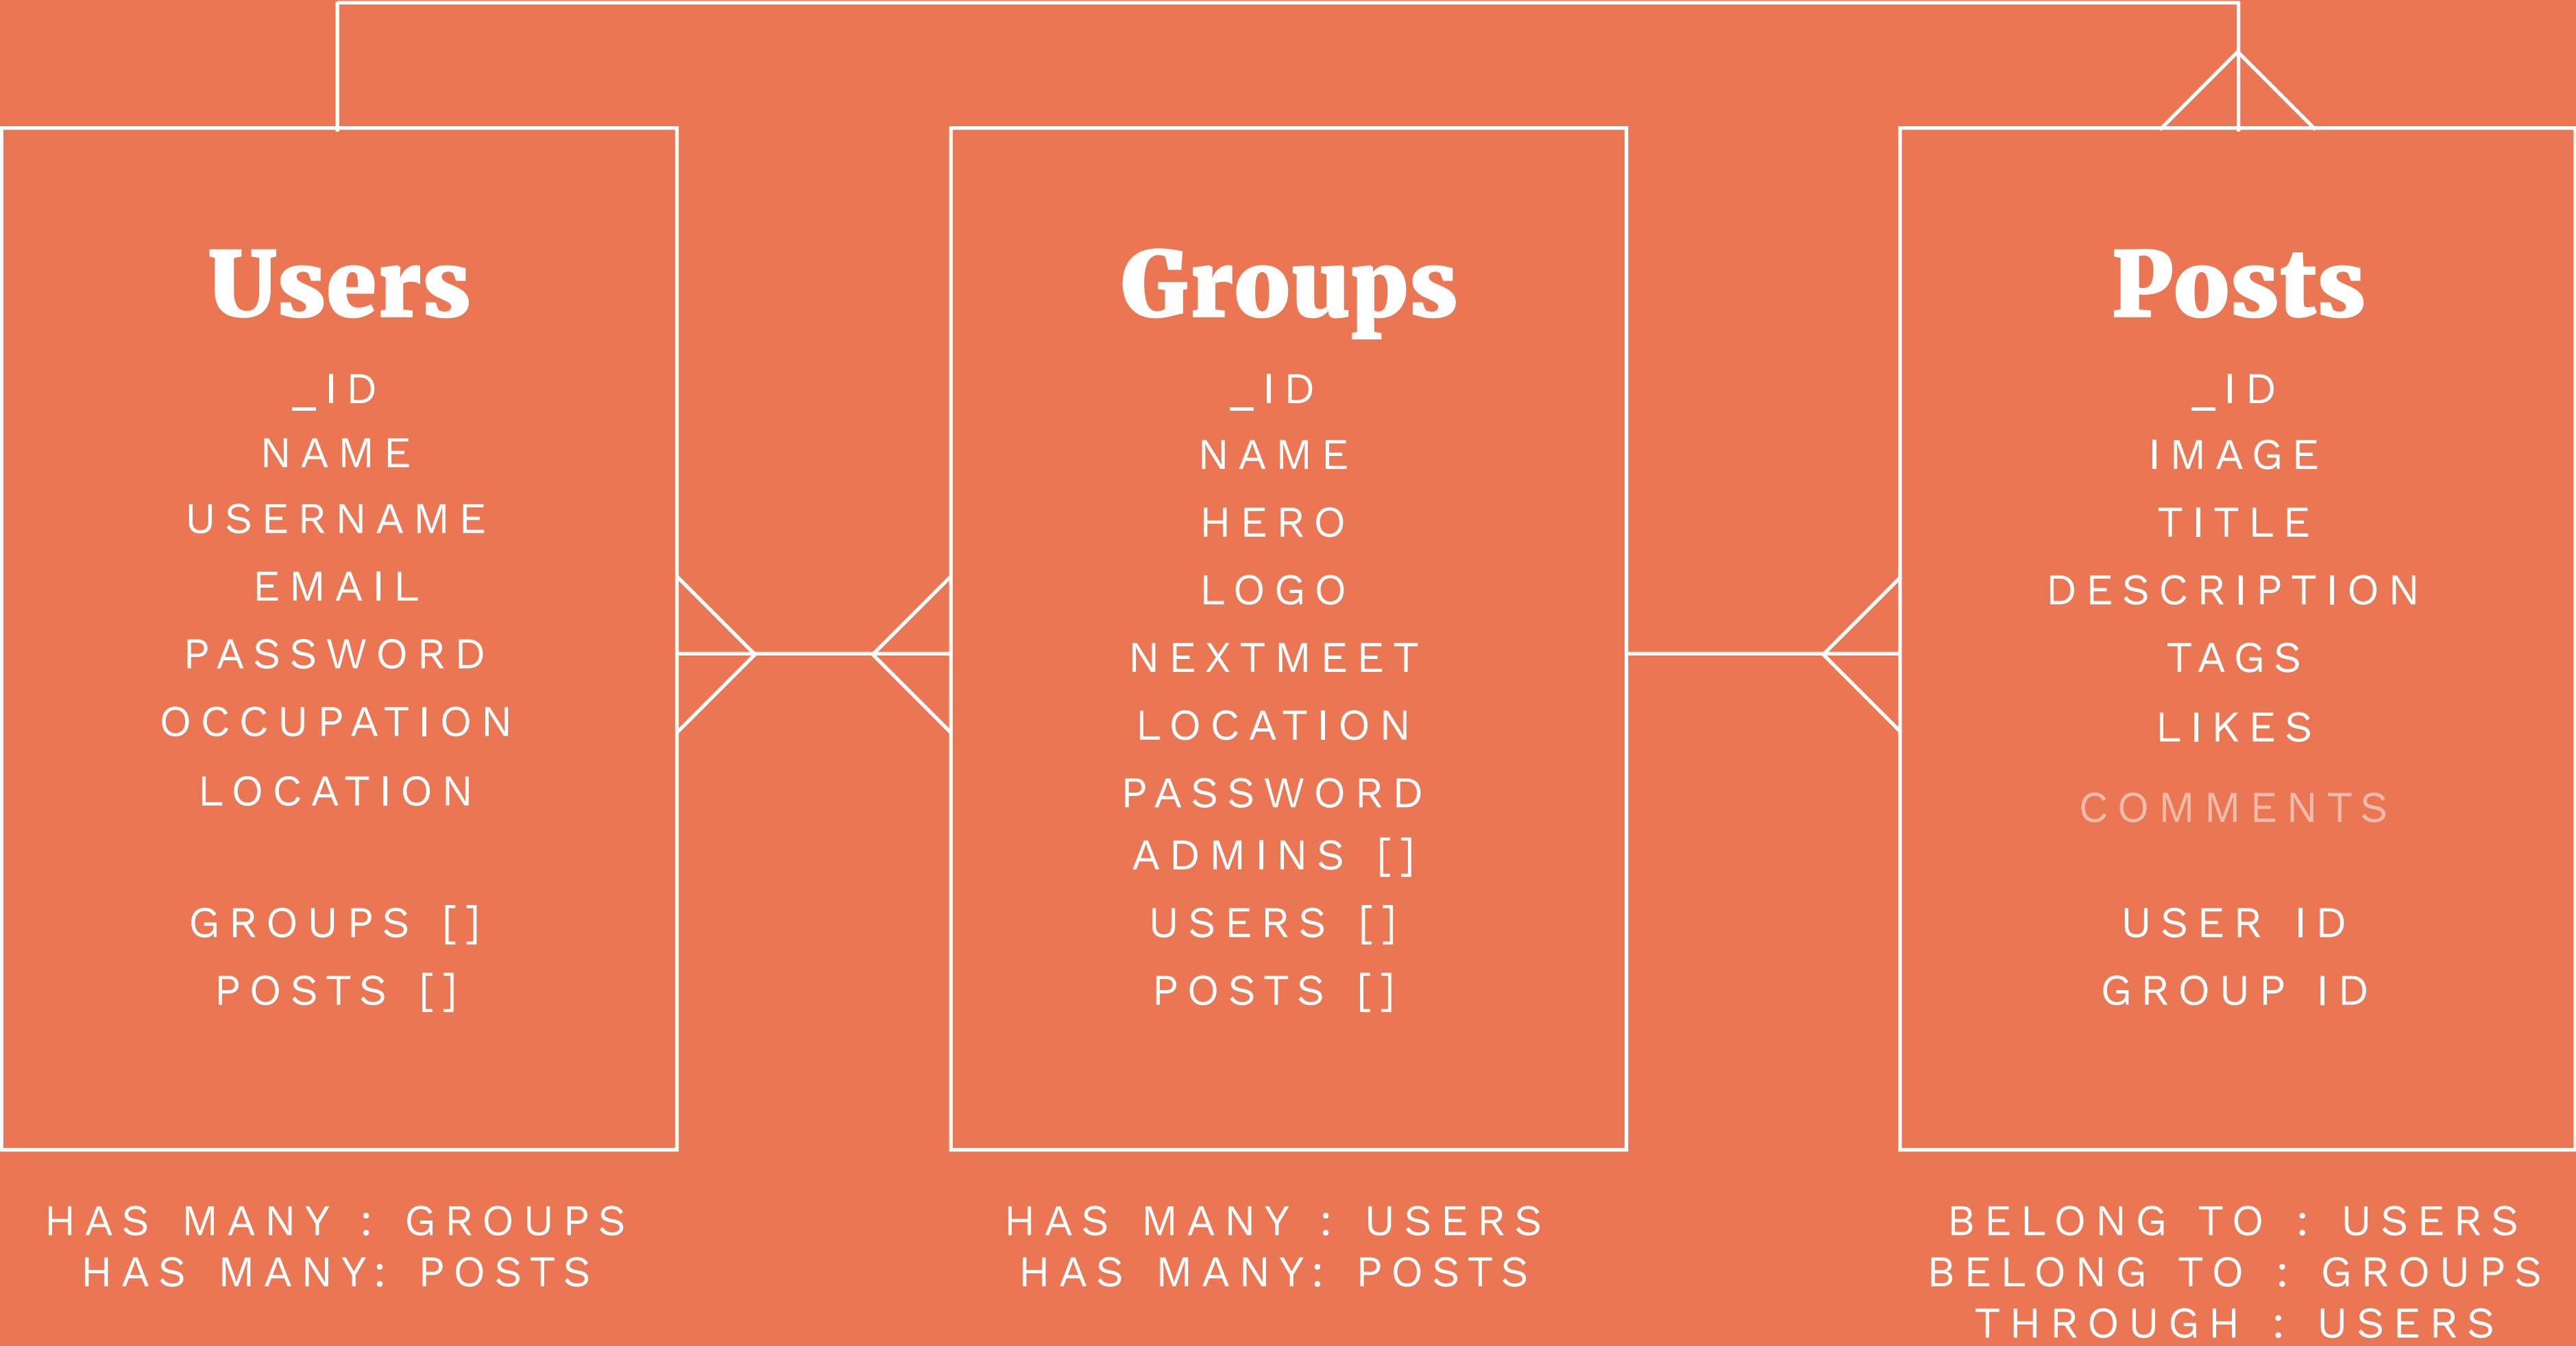 Users
_ID
NAME
USERNAME
EMAIL
PASSWORD
OCCUPATION
LOCATION
GROUPS []
POSTS []
HAS MANY : GROUPS
HAS MANY: POSTS
Groups
_ID
NAME
HERO
LOGO
NEXTMEET
LOCATION
PASSWORD
ADMINS []
USERS []
POSTS []
HAS MANY : USERS
HAS MANY: POSTS
Posts
_ID
IMAGE
TITLE
DESCRIPTION
TAGS
LIKES
COMMENTS
USER ID
GROUP ID
BELONG TO : USERS
BELONG TO : GROUPS
THROUGH : USERS